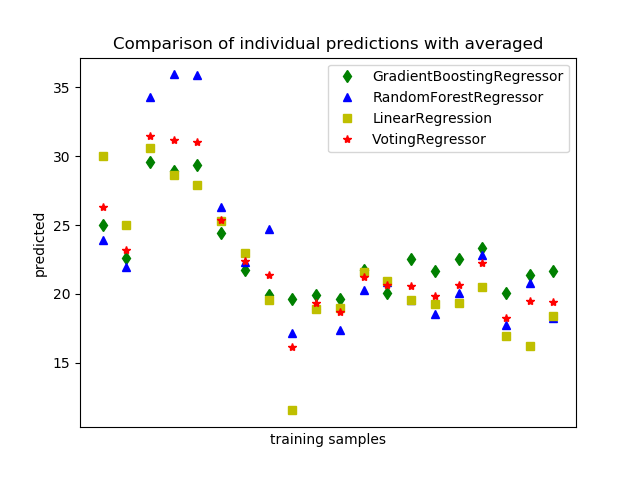 Comparison of individual predictions with averaged
GradientBoostingRegressor
RandomForestRegressor
LinearRegression
VotingRegressor
35
30
25
20
15
predicted
training samples